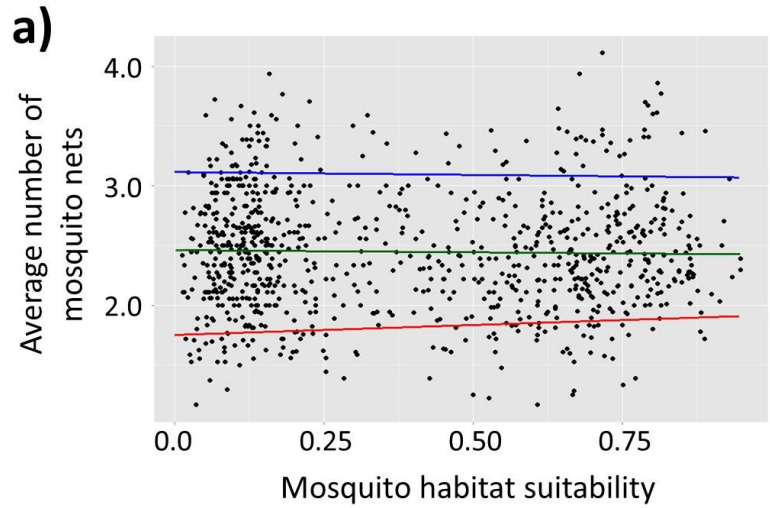 a)
Average number of
mosquito nets
4.0
3.0
2.0
0.0 0.25 0.50 0.75
Mosquito habitat suitability